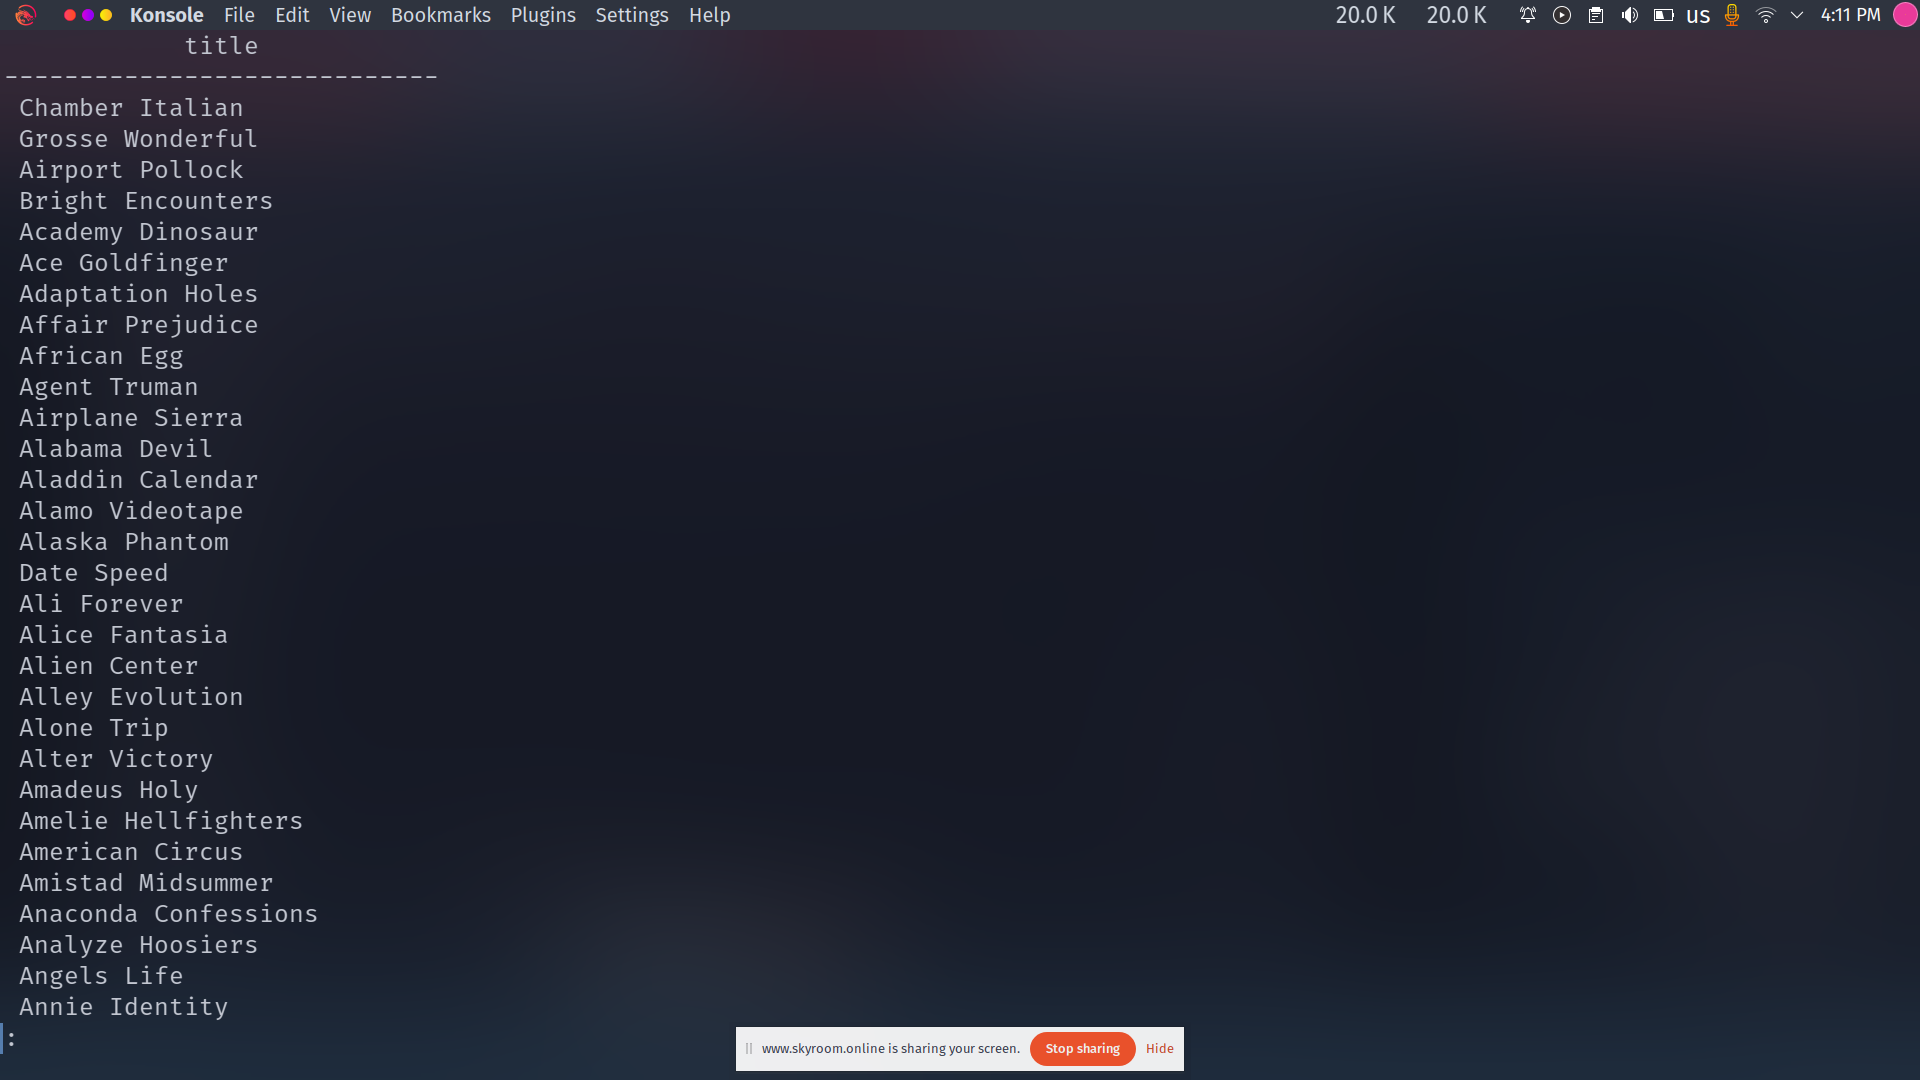 Konsole File Edit View Bookmarks Plugins Settings Help 20.0 K 20.0 K us 4:11 PM
title
-----------------------------
Chamber Italian
Grosse Wonderful
Airport Pollock
Bright Encounters
Academy Dinosaur
Ace Goldfinger
Adaptation Holes
Affair Prejudice
African Egg
Agent Truman
Airplane Sierra
Alabama Devil
Aladdin Calendar
Alamo Videotape
Alaska Phantom
Date Speed
Ali Forever
Alice Fantasia
Alien Center
Alley Evolution
Alone Trip
Alter Victory
Amadeus Holy
Amelie Hellfighters
American Circus
Amistad Midsummer
Anaconda Confessions
Analyze Hoosiers
Angels Life
Annie Identity
:
www.skyroom.online is sharing your screen. Stop sharing Hide